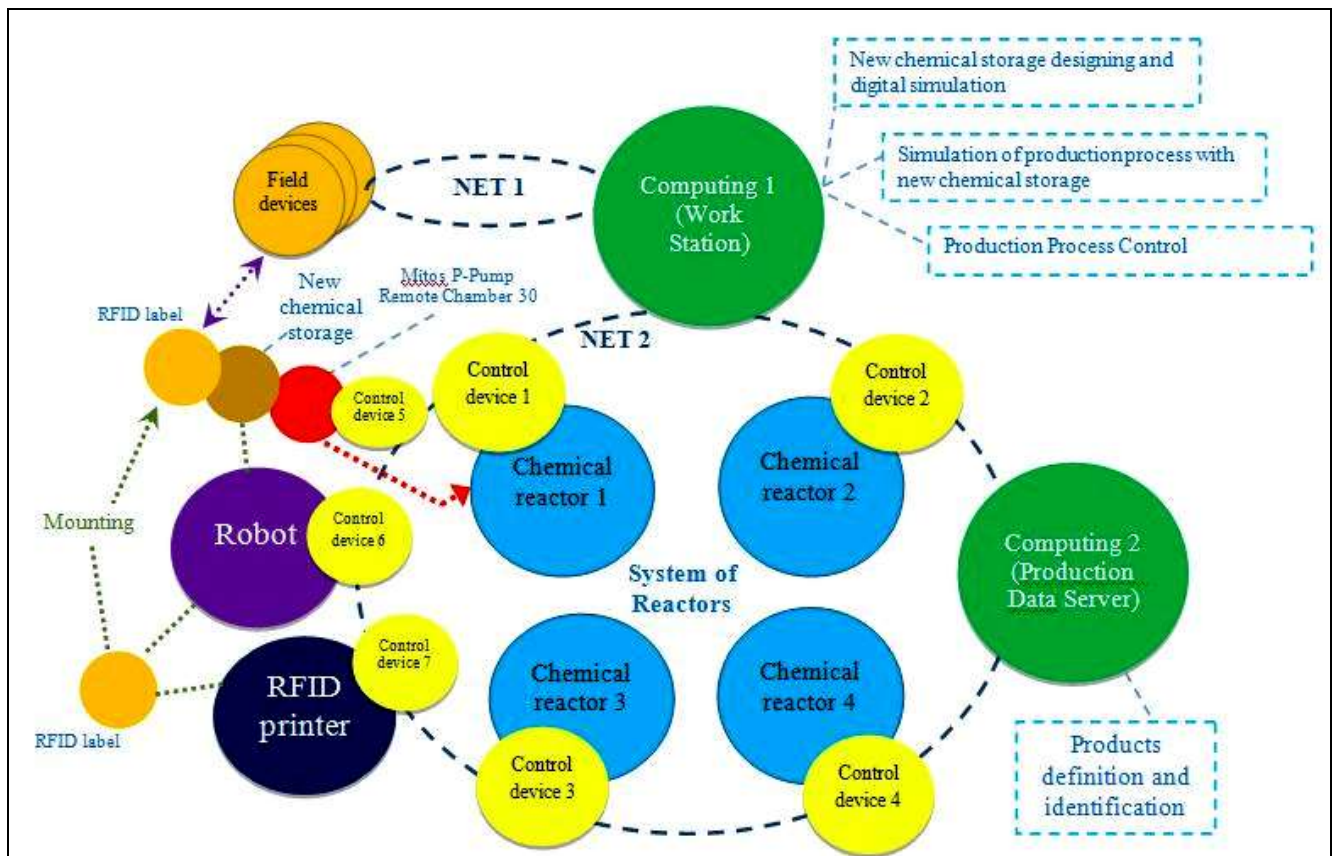 New chemical storage designing and
digital simulation
Simulation of production process with
new chemical storage
Production Process Control
Computing 1
(Work
Station)
NET 1
Field
devices
New
chemical
storage
Mitos P-Pump
Remote Chamber 30
RFID label
NET 2
Control
device 1
Control
device 2
Control
device 5
Chemical
reactor 1
Chemical
reactor 2
Mounting
Robot
Control
device 6
Computing 2
(Production
Data Server)
System of
Reactors
Control
device 7
RFID
printer
RFID label
Chemical
reactor 3
Chemical
reactor 4
Control
device 3
Control
device 4
Products
definition and
identification